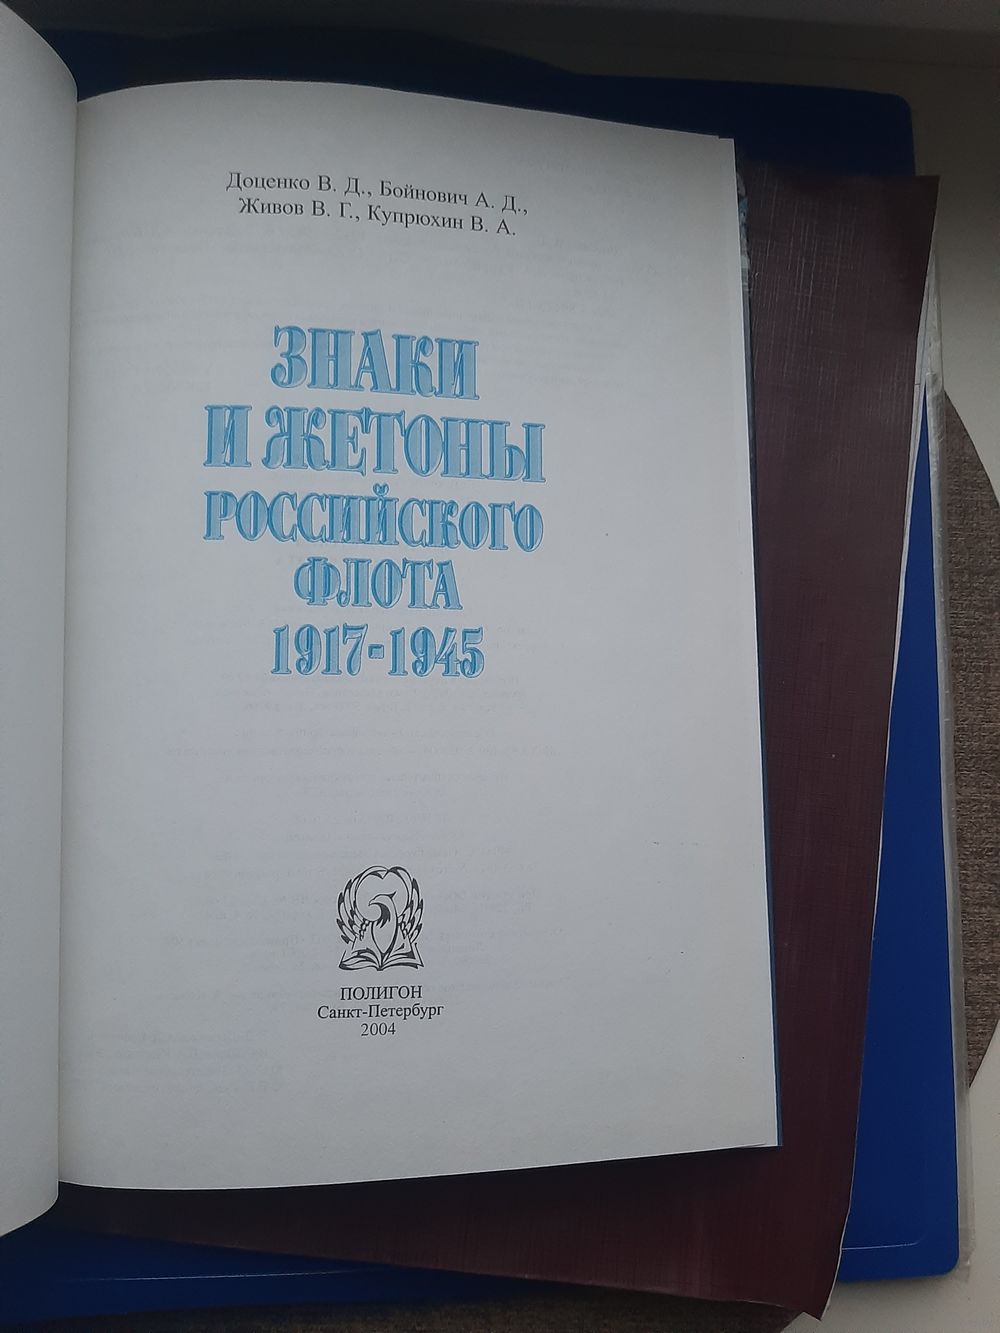 Доценко В. Д., Бойнович А. Д.,
Живов В. Г., Купрюхин В. А.
ЗНАКИ
И ЖЕТОНЫ
РОССИЙСКОГО
ФЛОТА
1917-1945
ПОЛИГОН
Санкт-Петербург
2004